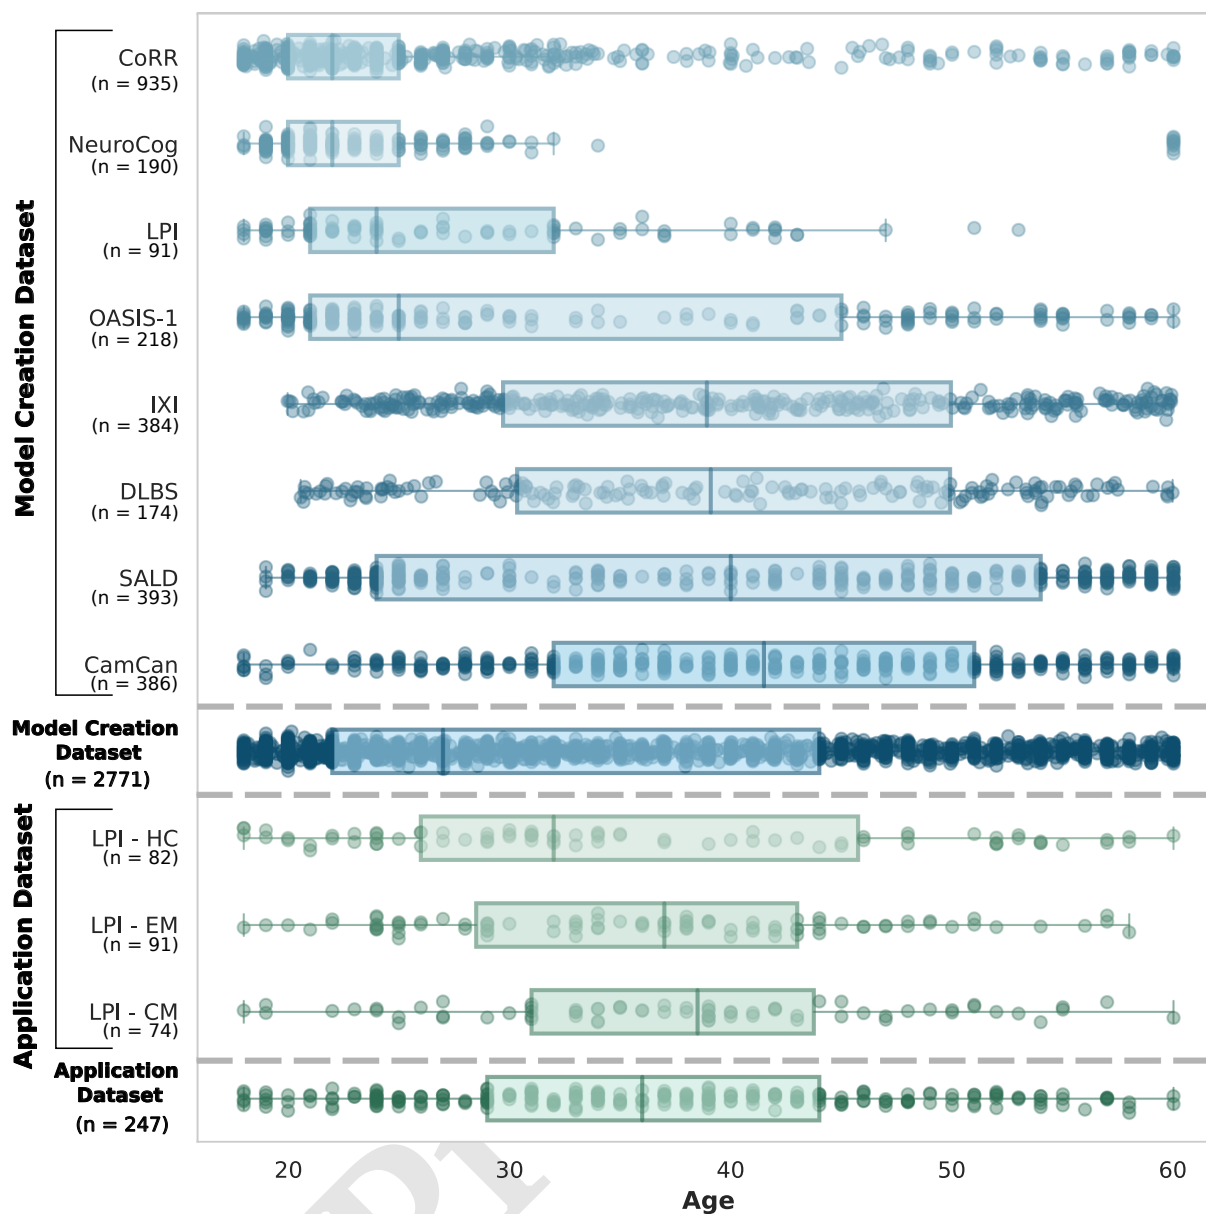 Model Creation Dataset
CoRR
(n = 935)
NeuroCog
(n = 190)
LPI
(n = 91)
OASIS-1
(n = 218)
IXI
(n = 384)
DLBS
(n = 174)
SALD
(n = 393)
CamCan
(n = 386)
Model Creation
Dataset
(n = 2771)
Application Dataset
LPI - HC
(n = 82)
LPI - EM
(n = 91)
LPI - CM
(n = 74)
Application
Dataset
(n = 247)
20 30 40 50 60
Age